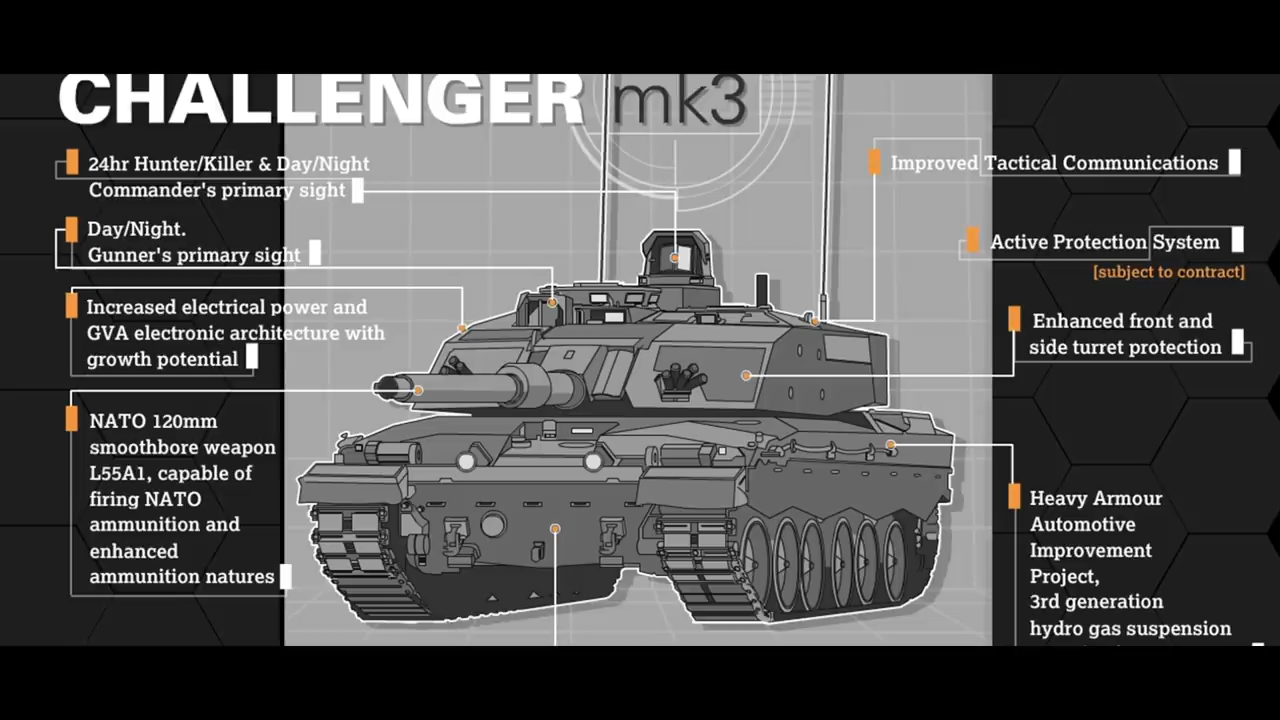 CHALLENGER mk3
24hr Hunter/Killer & Day/Night
Commander's primary sight
Day/Night.
Gunner's primary sight
Increased electrical power and
GVA electronic architecture with
growth potential
NATO 120mm
smoothbore weapon
L55A1, capable of
firing NATO
ammunition and
enhanced
ammunition natures
Improved Tactical Communications
Active Protection System
[subject to contract]
Enhanced front and
side turret protection
Heavy Armour
Automotive
Improvement
Project,
3rd generation
hydro gas suspension